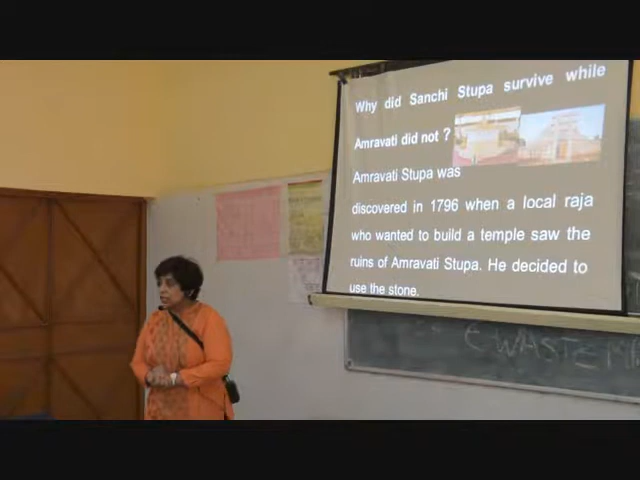 Why did Sanchi Stupa survive while
Amravati did not ?
Amravati Stupa was
discovered in 1796 when a local raja
who wanted to build a temple saw the
ruins of Amravati Stupa. He decided to
use the stone.